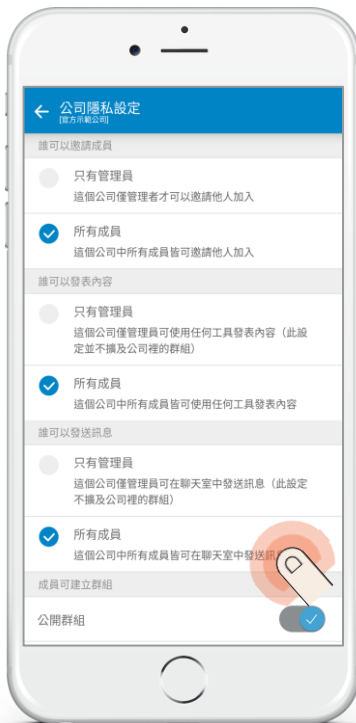 公司隱私設定
[官方示範公司]
誰可以邀請成員
只有管理員
這個公司僅管理者才可以邀請他人加入
所有成員
這個公司中所有成員皆可邀請他人加入
誰可以發表內容
只有管理員
這個公司僅管理員可使用任何工具發表內容（此設
定並不擴及公司裡的群組）
所有成員
這個公司中所有成員皆可使用任何工具發表內容
誰可以發送訊息
只有管理員
這個公司僅管理員可在聊天室中發送訊息（此設定
不擴及公司裡的群組）
所有成員
這個公司中所有成員皆可在聊天室中發送訊
成員可建立群組
公開群組